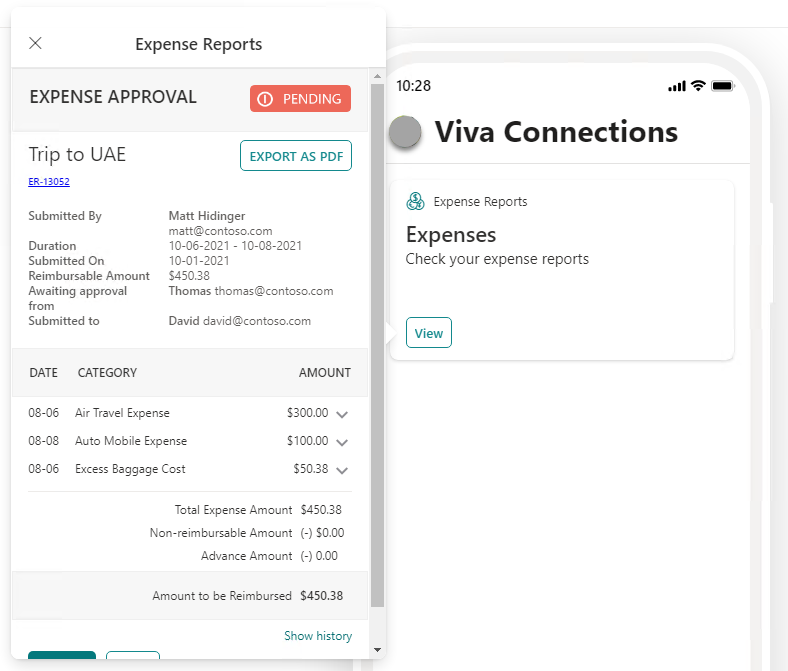 Expense Reports
EXPENSE APPROVAL
PENDING
Trip to UAE
EXPORT AS PDF
ER-13052
Submitted By Matt Hidinger
matt@contoso.com
Duration 10-06-2021 - 10-08-2021
Submitted On 10-01-2021
Reimbursable Amount $450.38
Awaiting approval Thomas thomas@contoso.com
from
Submitted to David david@contoso.com
DATE CATEGORY AMOUNT
08-06 Air Travel Expense $300.00
08-08 Auto Mobile Expense $100.00
08-06 Excess Baggage Cost $50.38
Total Expense Amount $450.38
Non-reimbursable Amount (-) $0.00
Advance Amount (-) 0.00
Amount to be Reimbursed $450.38
Show history
10:28
Viva Connections
Expense Reports
Expenses
Check your expense reports
View